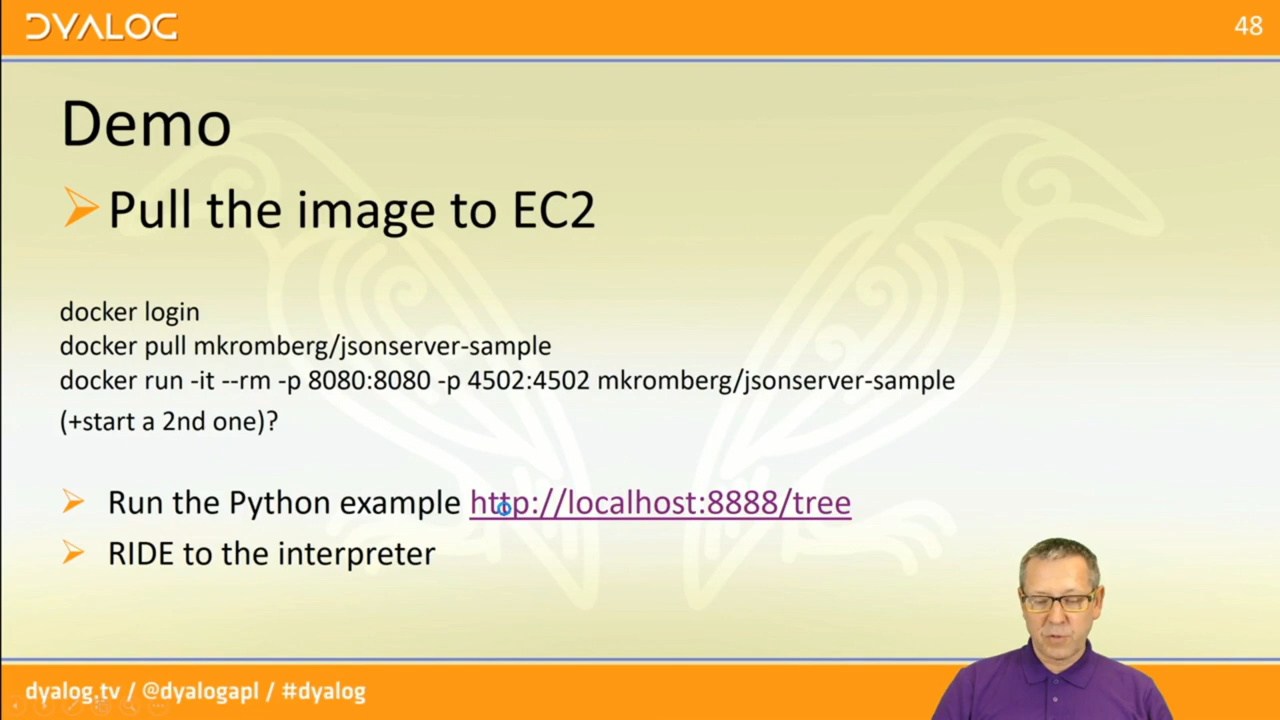 DYALOG
48
Demo
Pull the image to EC2
docker login
docker pull mkromberg/jsonserver-sample
docker run -it --rm -p 8080:8080 -p 4502:4502 mkromberg/jsonserver-sample
(+start a 2nd one)?
Run the Python example http://localhost:8888/tree
RIDE to the interpreter
dyalog.tv / @dyalogapl / #dyalog